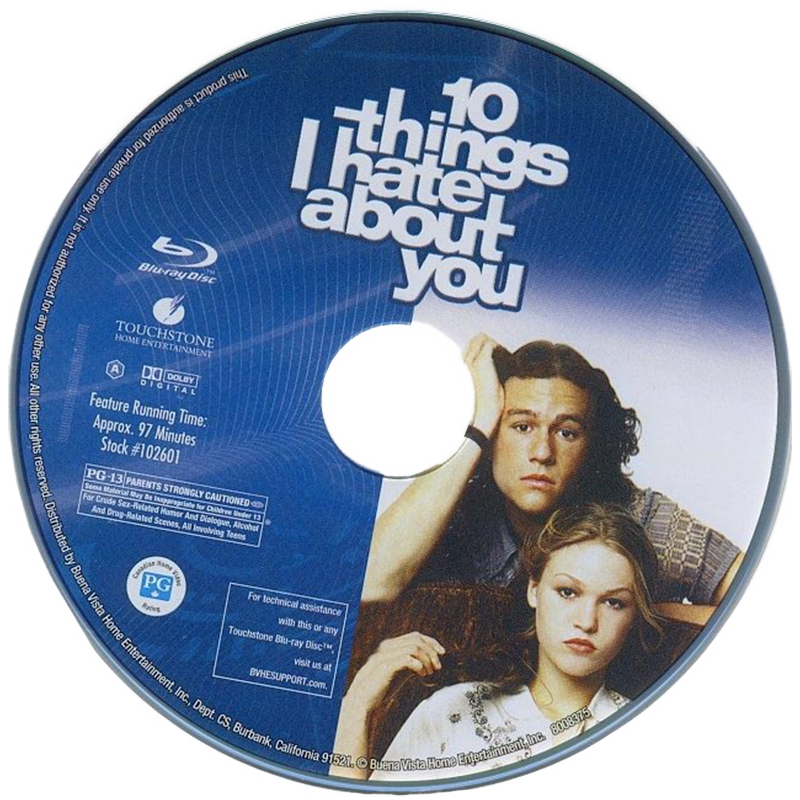 10
things
I hate
about
you
Blu-ray Disc™
TOUCHSTONE
HOME ENTERTAINMENT
A
DOLBY
DIGITAL
Feature Running Time:
Approx. 97 Minutes
Stock #102601
PG-13 PARENTS STRONGLY CAUTIONED
Some Material May Be Inappropriate for Children Under 13
For Crude Sex-Related Humor And Dialogue, Alcohol
And Drug-Related Scenes, All Involving Teens
®
Canadian Home Video
PG
Rating
For technical assistance
with this or any
Touchstone Blu-ray Disc™,
visit us at
BVHESUPPORT.com.
This product is authorized for private use only. It is not authorized for any other use. All other rights reserved. Distributed by Buena Vista Home Entertainment, Inc., Dept. CS, Burbank, California 91521. © Buena Vista Home Entertainment, Inc. 8008375